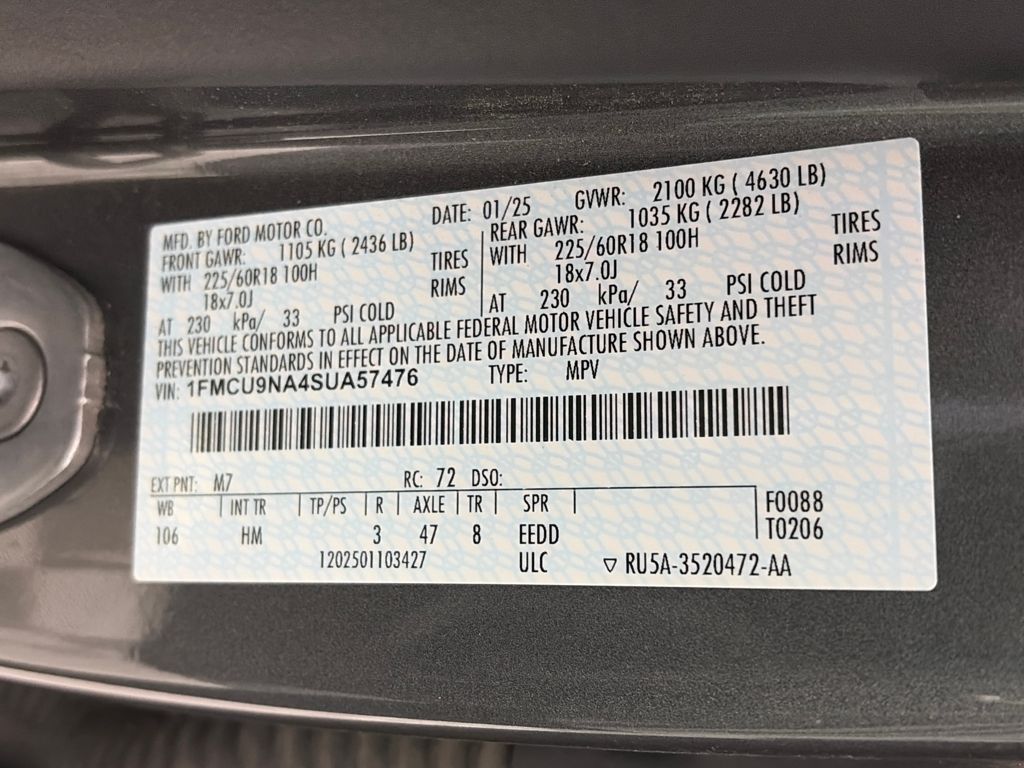 MFD. BY FORD MOTOR CO. DATE: 01/25 GVWR: 2100 KG ( 4630 LB)
FRONT GAWR: 1105 KG ( 2436 LB) REAR GAWR: 1035 KG ( 2282 LB)
WITH 225/60R18 100H TIRES WITH 225/60R18 100H TIRES
18x7.0J RIMS 18x7.0J RIMS
AT 230 kPa/ 33 PSI COLD AT 230 kPa/ 33 PSI COLD
THIS VEHICLE CONFORMS TO ALL APPLICABLE FEDERAL MOTOR VEHICLE SAFETY AND THEFT
PREVENTION STANDARDS IN EFFECT ON THE DATE OF MANUFACTURE SHOWN ABOVE.
VIN: 1FMCU9NA4SUA57476 TYPE: MPV
EXT PNT: M7 RC: 72 DSO:
WB INT TR TP/PS R AXLE TR SPR F0088
106 HM 3 47 8 EEDD T0206
1202501103427 ULC ▽ RU5A-3520472-AA